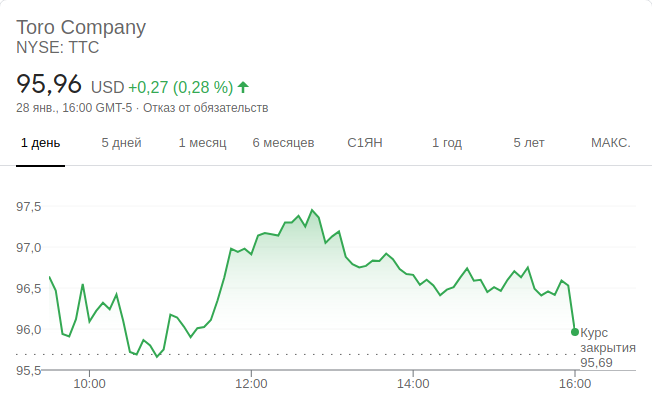 Toro Company
NYSE: TTC
95,96 USD +0,27 (0,28 %)
28 янв., 16:00 GMT-5 · Отказ от обязательств
1 день 5 дней 1 месяц 6 месяцев С1ЯН 1 год 5 лет МАКС.
97,5
97,0
96,5
96,0
95,5
Курс
закрытия
95,69
10:00 12:00 14:00 16:00